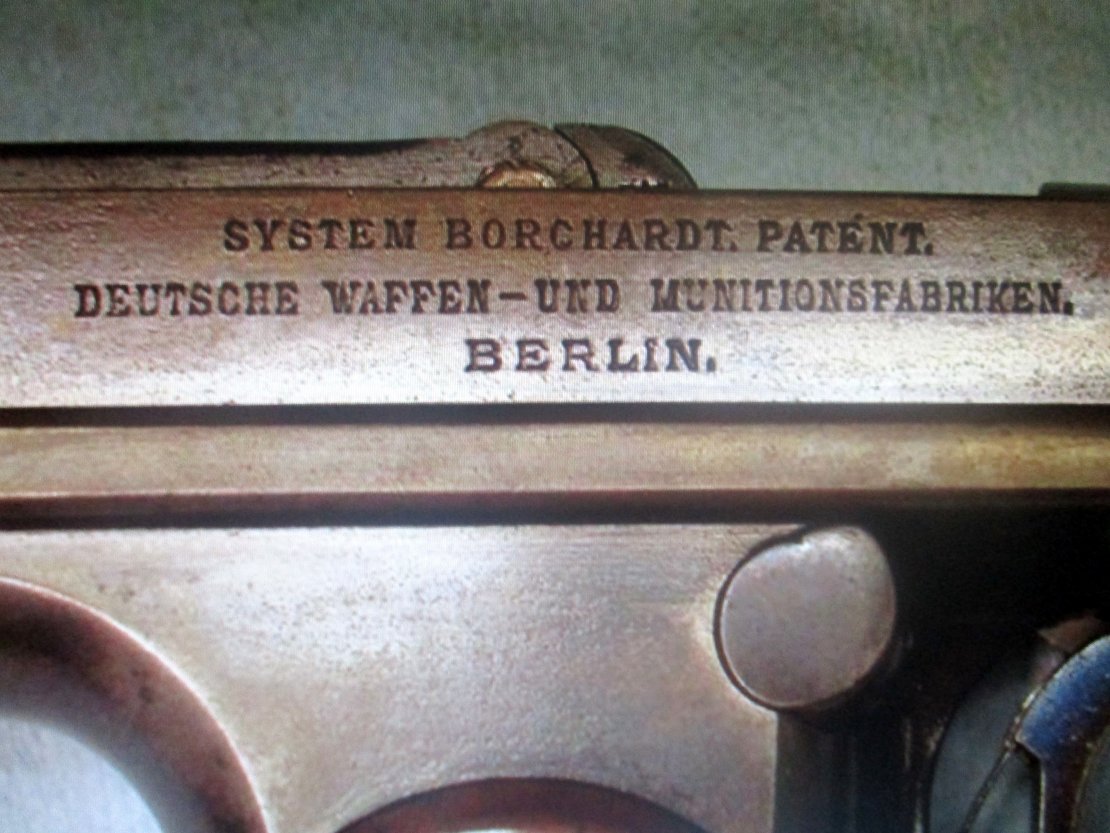 SYSTEM BORCHARDT. PATENT.
DEUTSCHE WAFFEN-UND MUNITIONSFABRIKEN.
BERLIN.